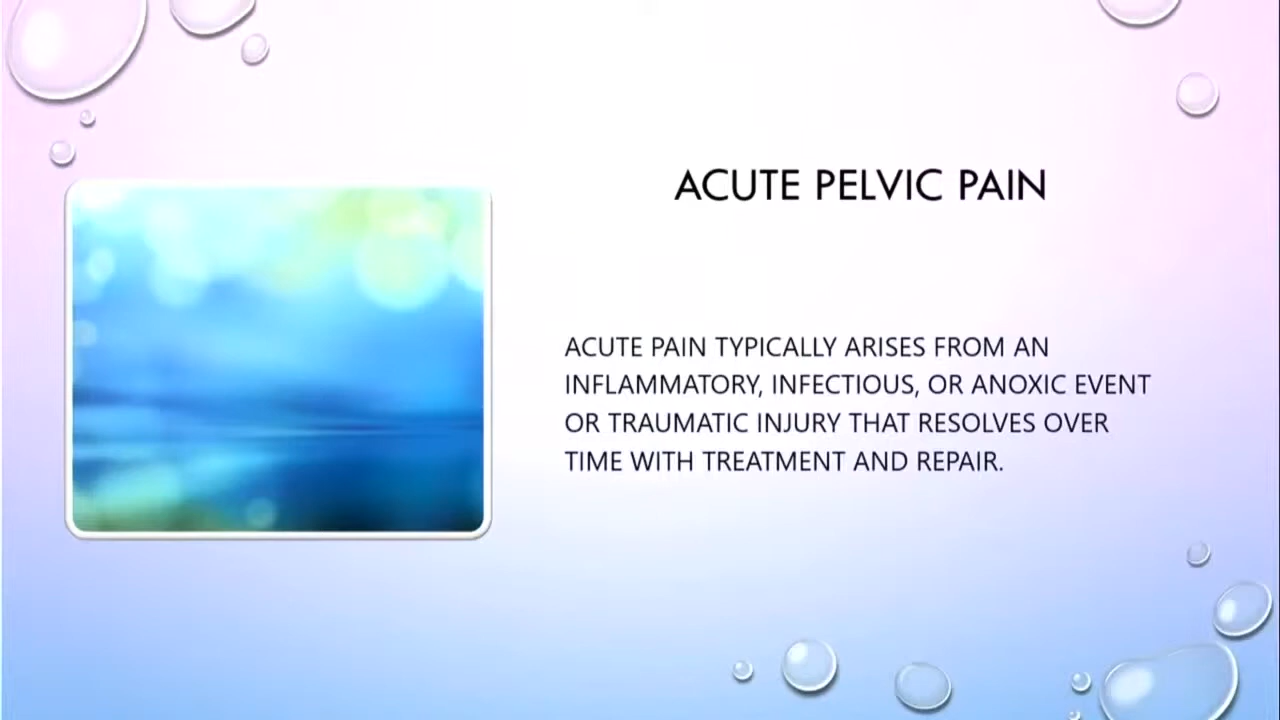 ACUTE PELVIC PAIN
ACUTE PAIN TYPICALLY ARISES FROM AN
INFLAMMATORY, INFECTIOUS, OR ANOXIC EVENT
OR TRAUMATIC INJURY THAT RESOLVES OVER
TIME WITH TREATMENT AND REPAIR.